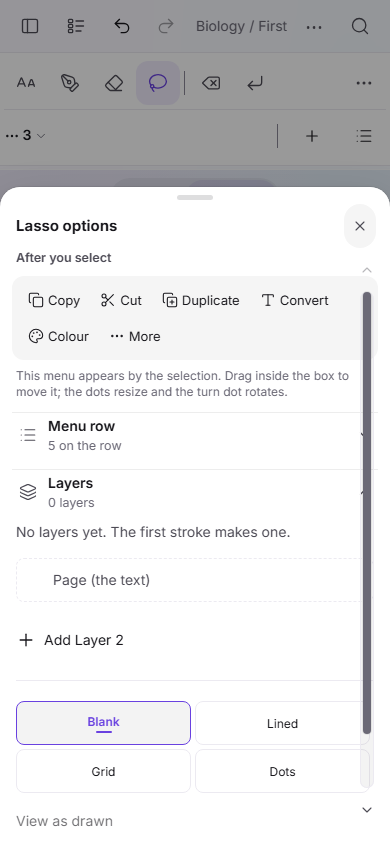 Biology / First
AA
3
Lasso options
After you select
Copy
Cut
Duplicate
Convert
Colour
More
This menu appears by the selection. Drag inside the box to
move it; the dots resize and the turn dot rotates.
Menu row
5 on the row
Layers
0 layers
No layers yet. The first stroke makes one.
Page (the text)
Add Layer 2
Blank
Lined
Grid
Dots
View as drawn